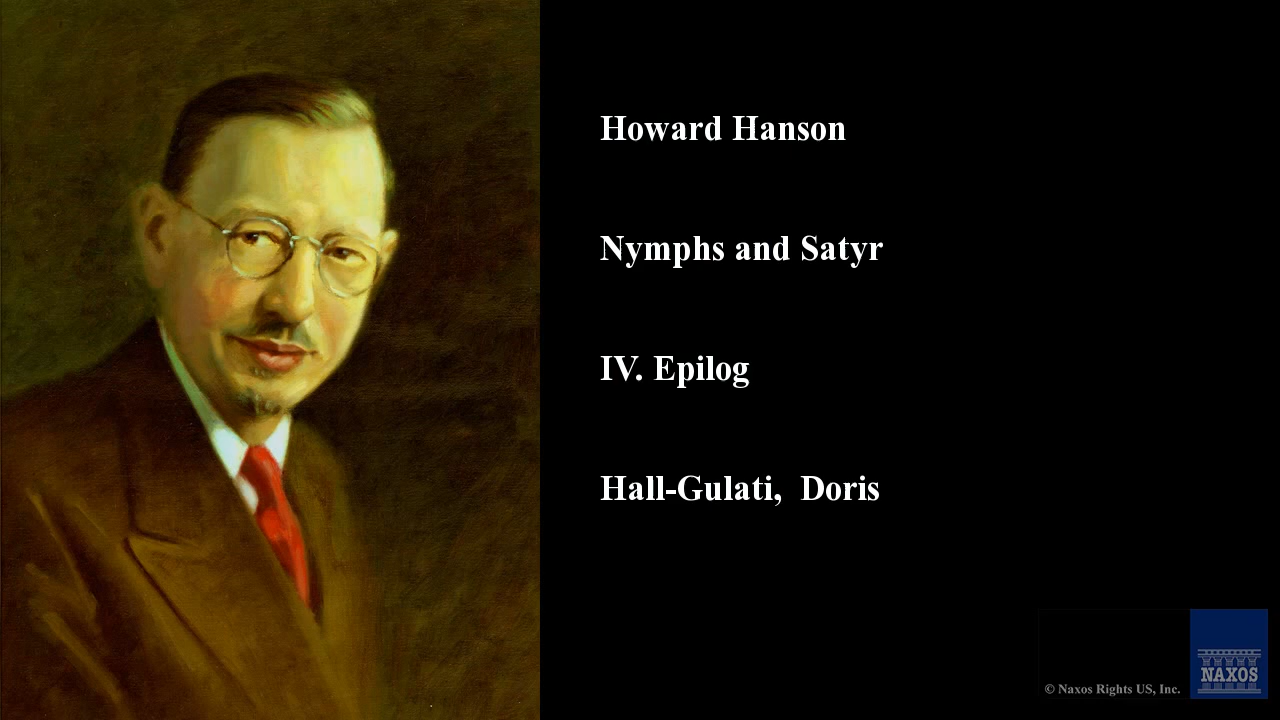 Howard Hanson
Nymphs and Satyr
IV. Epilog
Hall-Gulati,  Doris
© Naxos Rights US, Inc.
NAXOS